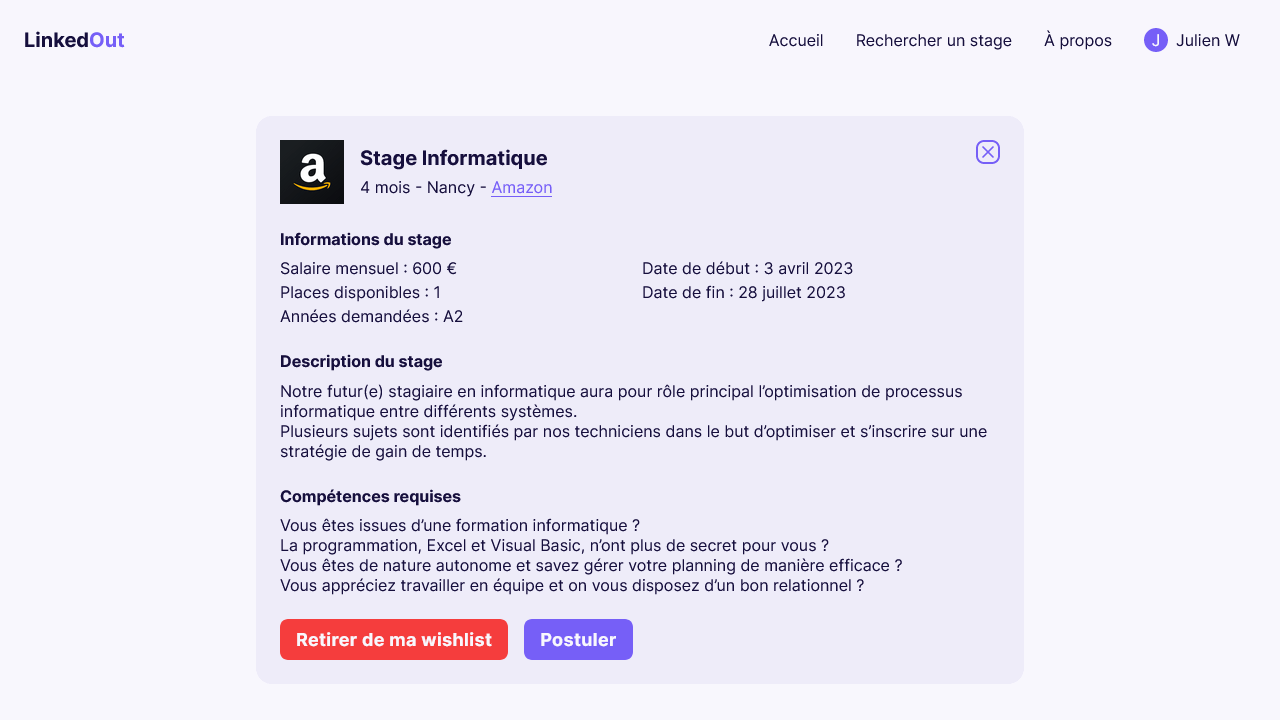 LinkedOut
Accueil
Rechercher un stage
À propos
J
Julien W
a
Stage Informatique
4 mois - Nancy - Amazon
Informations du stage
Salaire mensuel : 600 €
Places disponibles : 1
Années demandées : A2
Date de début : 3 avril 2023
Date de fin : 28 juillet 2023
Description du stage
Notre futur(e) stagiaire en informatique aura pour rôle principal l’optimisation de processus
informatique entre différents systèmes.
Plusieurs sujets sont identifiés par nos techniciens dans le but d’optimiser et s’inscrire sur une
stratégie de gain de temps.
Compétences requises
Vous êtes issues d’une formation informatique ?
La programmation, Excel et Visual Basic, n’ont plus de secret pour vous ?
Vous êtes de nature autonome et savez gérer votre planning de manière efficace ?
Vous appréciez travailler en équipe et on vous disposez d’un bon relationnel ?
Retirer de ma wishlist
Postuler